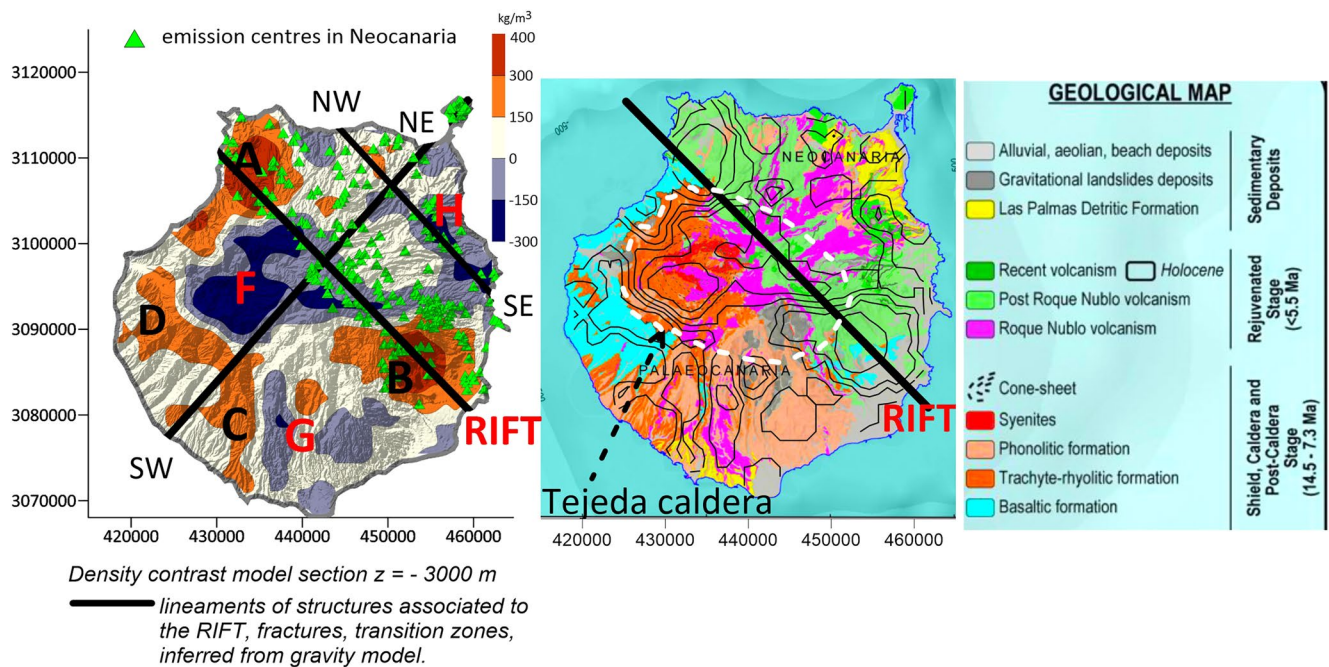 emission centres in Neocanaria
kg/m³
400
300
150
0
-150
-300
3120000
3110000
3100000
3090000
3080000
3070000
NW
NE
A
H
F
D
SE
B
C
G
RIFT
SW
420000 430000 440000 450000 460000
Density contrast model section z = - 3000 m
lineaments of structures associated to
the RIFT, fractures, transition zones,
inferred from gravity model.
-500
NEOCANARIA
PALAEOCANARIA
RIFT
Tejeda caldera
420000 430000 440000 450000 460000
GEOLOGICAL MAP
Alluvial, aeolian, beach deposits
Gravitational landslides deposits
Las Palmas Detritic Formation
Sedimentary
Deposits
Recent volcanism Holocene
Post Roque Nublo volcanism
Roque Nublo volcanism
Rejuvenated
Stage
(<5.5 Ma)
Cone-sheet
Syenites
Phonolitic formation
Trachyte-rhyolitic formation
Basaltic formation
Shield, Caldera and
Post-Caldera
Stage
(14.5 - 7.3 Ma)